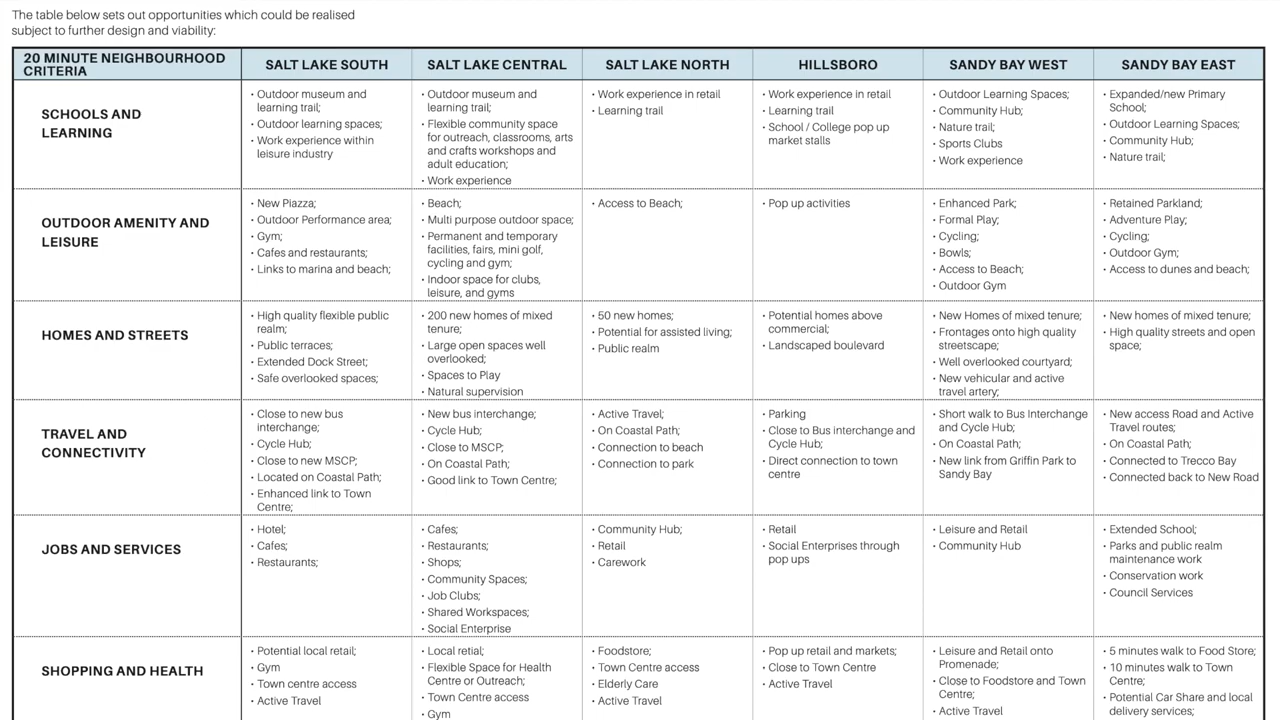 The table below sets out opportunities which could be realised
subject to further design and viability:
20 MINUTE NEIGHBOURHOOD
CRITERIA
SALT LAKE SOUTH
SALT LAKE CENTRAL
SALT LAKE NORTH
HILLSBORO
SANDY BAY WEST
SANDY BAY EAST
SCHOOLS AND
LEARNING
• Outdoor museum and
learning trail;
• Outdoor learning spaces;
• Work experience within
leisure industry
• Outdoor museum and
learning trail;
• Flexible community space
for outreach, classrooms, arts
and crafts workshops and
adult education;
• Work experience
• Work experience in retail
• Learning trail
• Work experience in retail
• Learning trail
• School / College pop up
market stalls
• Outdoor Learning Spaces;
• Community Hub;
• Nature trail;
• Sports Clubs
• Work experience
• Expanded/new Primary
School;
• Outdoor Learning Spaces;
• Community Hub;
• Nature trail;
OUTDOOR AMENITY AND
LEISURE
• New Piazza;
• Outdoor Performance area;
• Gym;
• Cafes and restaurants;
• Links to marina and beach;
• Beach;
• Multi purpose outdoor space;
• Permanent and temporary
facilities, fairs, mini golf,
cycling and gym;
• Indoor space for clubs,
leisure, and gyms
• Access to Beach;
• Pop up activities
• Enhanced Park;
• Formal Play;
• Cycling;
• Bowls;
• Access to Beach;
• Outdoor Gym
• Retained Parkland;
• Adventure Play;
• Cycling;
• Outdoor Gym;
• Access to dunes and beach;
HOMES AND STREETS
• High quality flexible public
realm;
• Public terraces;
• Extended Dock Street;
• Safe overlooked spaces;
• 200 new homes of mixed
tenure;
• Large open spaces well
overlooked;
• Spaces to Play
• Natural supervision
• 50 new homes;
• Potential for assisted living;
• Public realm
• Potential homes above
commercial;
• Landscaped boulevard
• New Homes of mixed tenure;
• Frontages onto high quality
streetscape;
• Well overlooked courtyard;
• New vehicular and active
travel artery;
• New homes of mixed tenure;
• High quality streets and open
space;
TRAVEL AND
CONNECTIVITY
• Close to new bus
interchange;
• Cycle Hub;
• Close to new MSCP;
• Located on Coastal Path;
• Enhanced link to Town
Centre;
• New bus interchange;
• Cycle Hub;
• Close to MSCP;
• On Coastal Path;
• Good link to Town Centre;
• Active Travel;
• On Coastal Path;
• Connection to beach
• Connection to park
• Parking
• Close to Bus interchange and
Cycle Hub;
• Direct connection to town
centre
• Short walk to Bus Interchange
and Cycle Hub;
• On Coastal Path;
• New link from Griffin Park to
Sandy Bay
• New access Road and Active
Travel routes;
• On Coastal Path;
• Connected to Trecco Bay
• Connected back to New Road
JOBS AND SERVICES
• Hotel;
• Cafes;
• Restaurants;
• Cafes;
• Restaurants;
• Shops;
• Community Spaces;
• Job Clubs;
• Shared Workspaces;
• Social Enterprise
• Community Hub;
• Retail
• Carework
• Retail
• Social Enterprises through
pop ups
• Leisure and Retail
• Community Hub
• Extended School;
• Parks and public realm
maintenance work
• Conservation work
• Council Services
SHOPPING AND HEALTH
• Potential local retail;
• Gym
• Town centre access
• Active Travel
• Local retial;
• Flexible Space for Health
Centre or Outreach;
• Town Centre access
• Gym
• Foodstore;
• Town Centre access
• Elderly Care
• Active Travel
• Pop up retail and markets;
• Close to Town Centre
• Active Travel
• Leisure and Retail onto
Promenade;
• Close to Foodstore and Town
Centre;
• Active Travel
• 5 minutes walk to Food Store;
• 10 minutes walk to Town
Centre;
• Potential Car Share and local
delivery services;